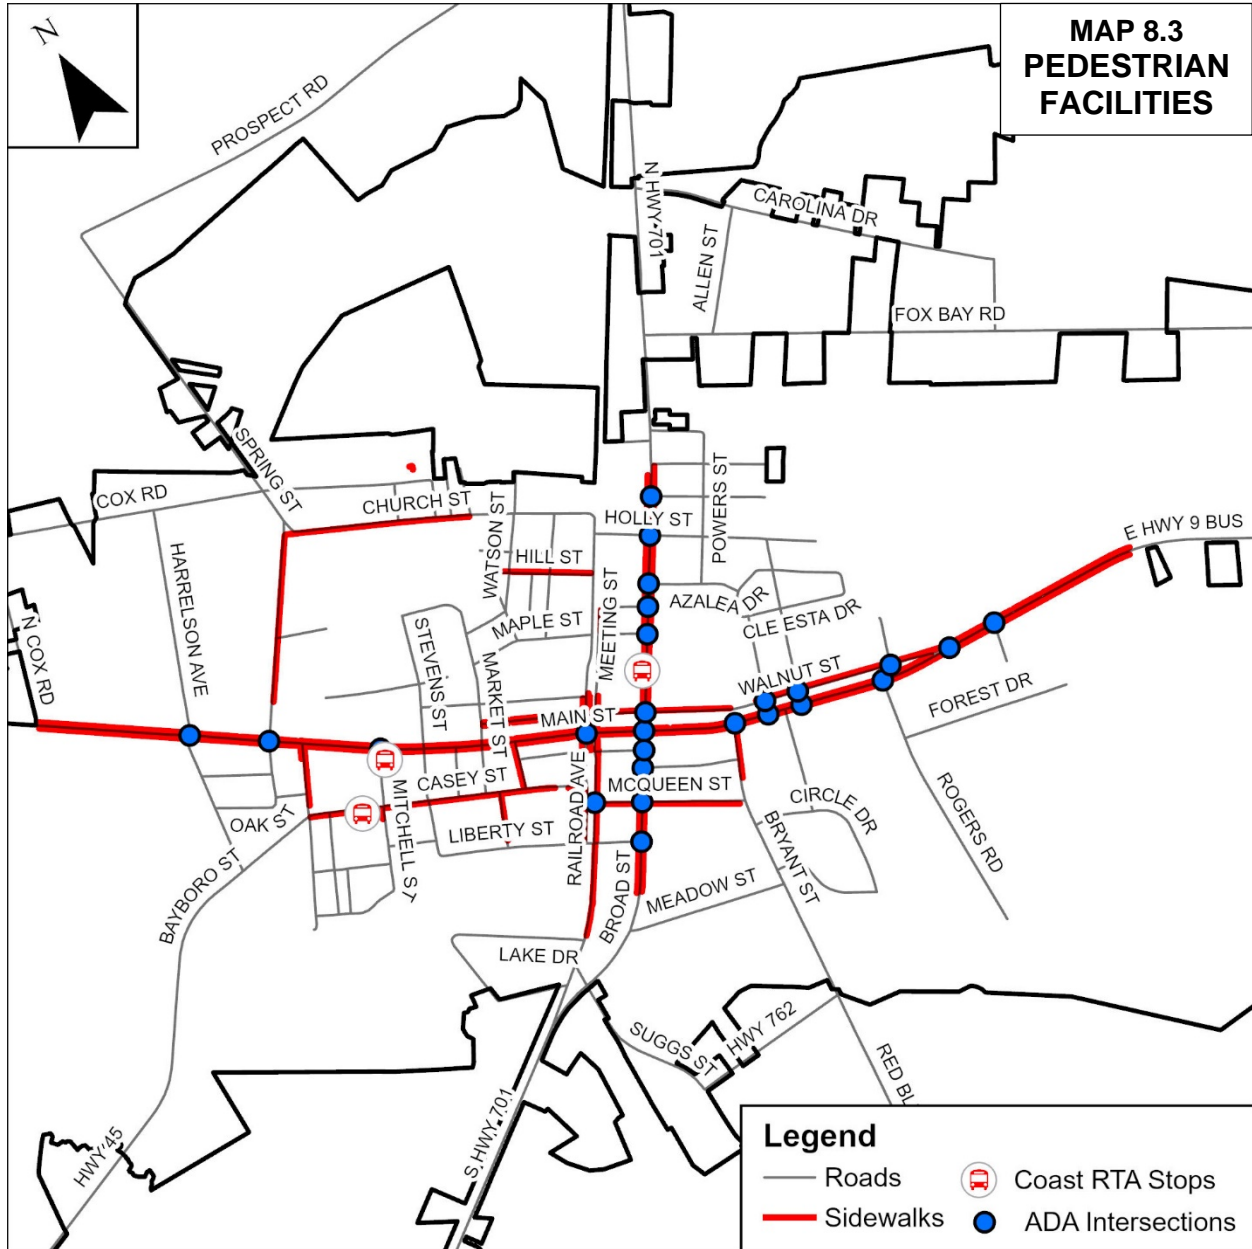 N
MAP 8.3
PEDESTRIAN
FACILITIES
PROSPECT RD
N HWY 701
CAROLINA DR
ALLEN ST
FOX BAY RD
SPRING ST
COX RD
CHURCH ST
WATSON ST
HOLLY ST
POWERS ST
E HWY 9 BUS
HILL ST
HARRELSON AVE
AZALEA DR
N COX RD
MAPLE ST
MEETING ST
CLE ESTA DR
STEVENS ST
MARKET ST
WALNUT ST
FOREST DR
MAIN ST
CASEY ST
MITCHELL ST
RAILROAD AVE
MCQUEEN ST
CIRCLE DR
ROGERS RD
OAK ST
LIBERTY ST
BRYANT ST
BAYBORO ST
BROAD ST
MEADOW ST
LAKE DR
SUGGS ST
HWY 762
RED BL
HWY 45
S HWY 701
Legend
Roads
Coast RTA Stops
Sidewalks
ADA Intersections